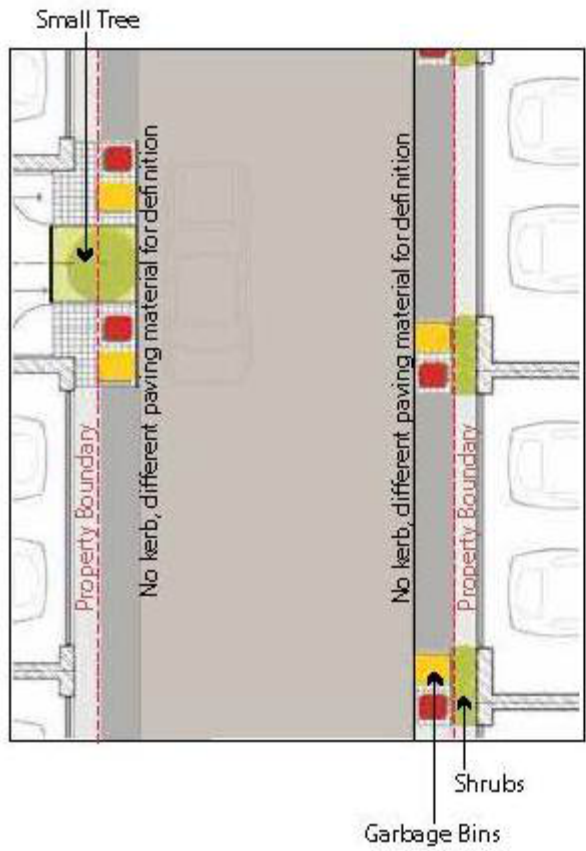 Small Tree
No kerb, different paving material for definition
No kerb, different paving material for definition
Property Boundary
Property Boundary
Shrubs
Garbage Bins